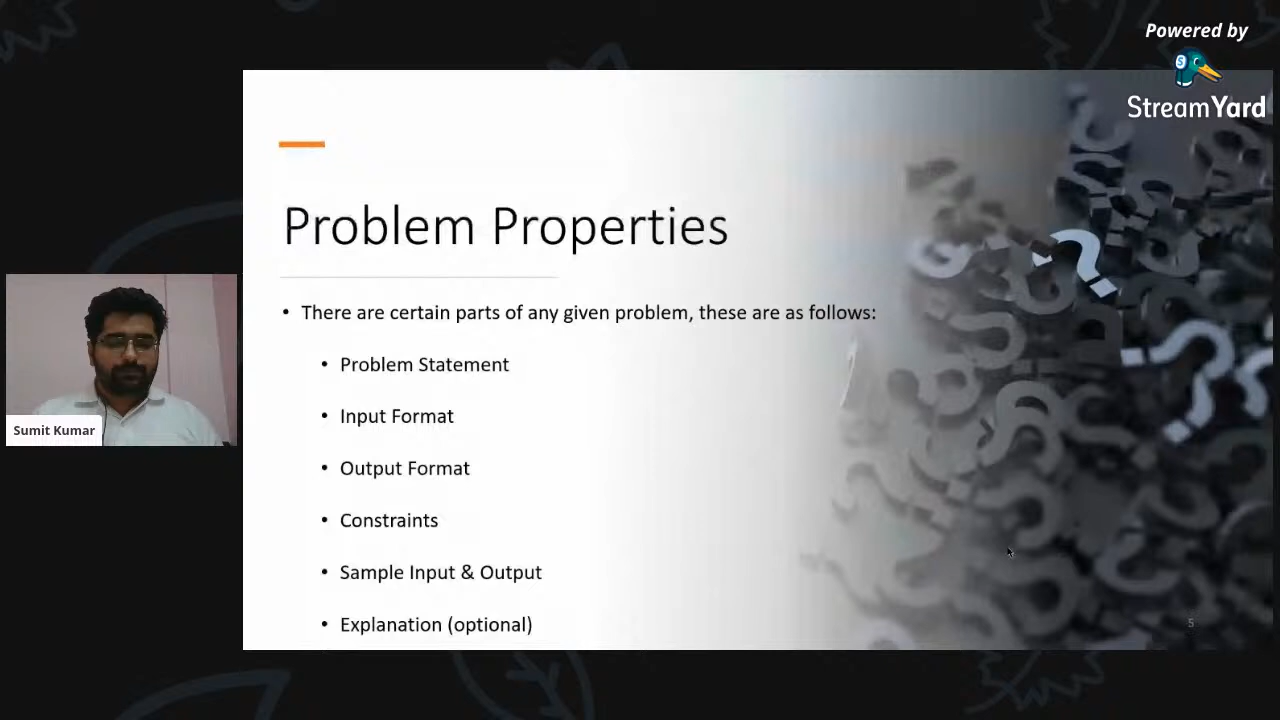 Powered by
StreamYard
Problem Properties
• There are certain parts of any given problem, these are as follows:
• Problem Statement
• Input Format
• Output Format
• Constraints
• Sample Input & Output
• Explanation (optional)
5
Sumit Kumar